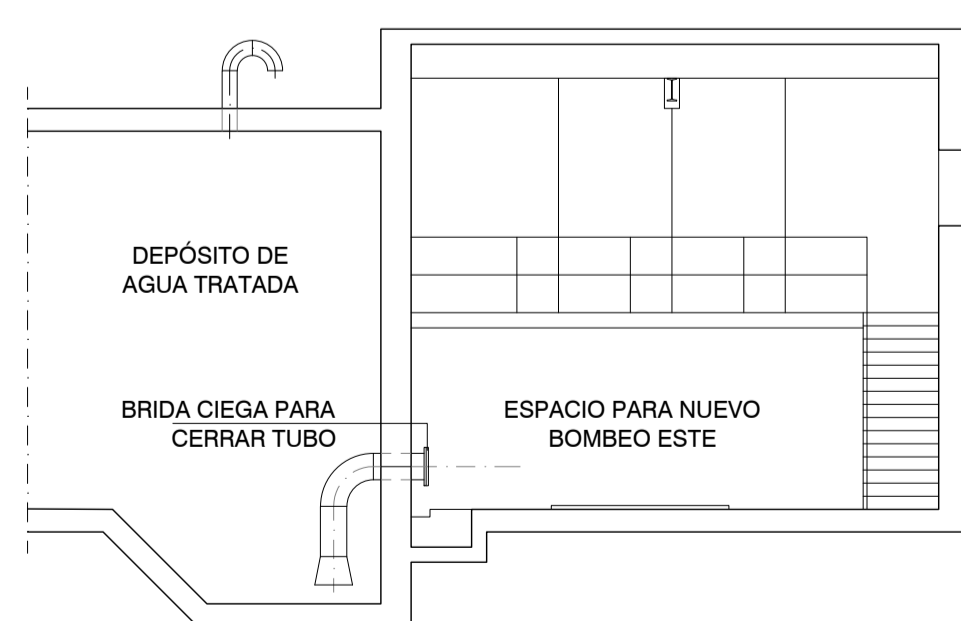 DEPÓSITO DE
AGUA TRATADA
BRIDA CIEGA PARA
CERRAR TUBO
ESPACIO PARA NUEVO
BOMBEO ESTE